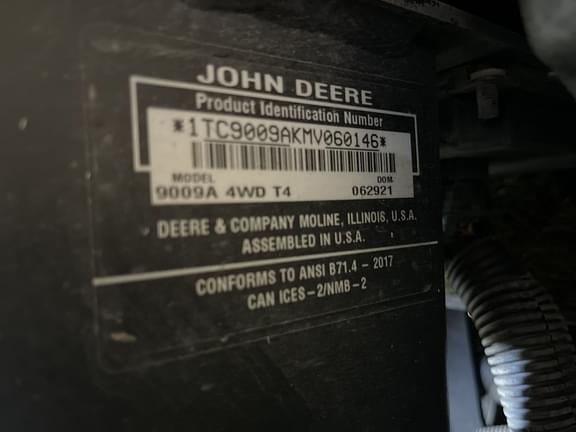 JOHN DEERE
Product Identification Number
*1TC9009AKMV060146*
MODEL DOM
9009A 4WD T4 062921
DEERE & COMPANY MOLINE, ILLINOIS, U.S.A.
ASSEMBLED IN U.S.A.
CONFORMS TO ANSI B71.4 - 2017
CAN ICES-2/NMB-2